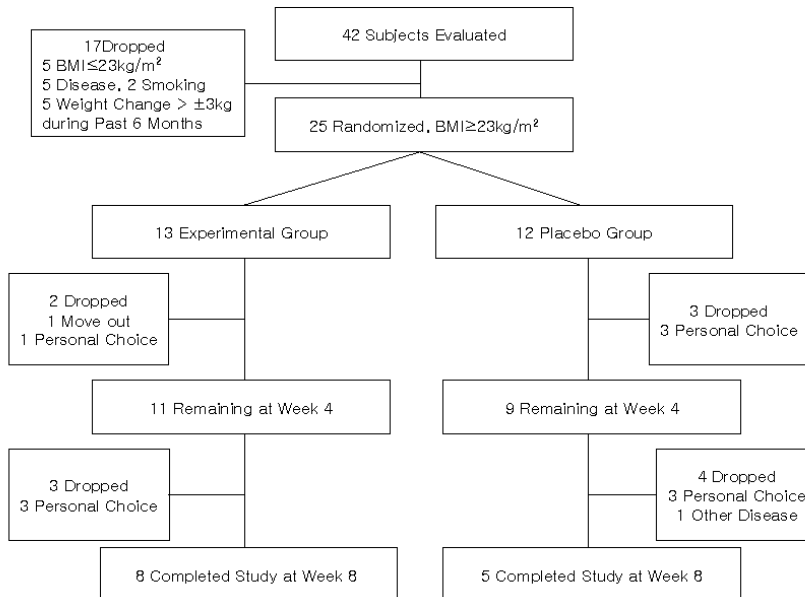 42 Subjects Evaluated
17Dropped
5 BMI≤23kg/m²
5 Disease, 2 Smoking
5 Weight Change > ±3kg
during Past 6 Months
25 Randomized, BMI≥23kg/m²
13 Experimental Group
12 Placebo Group
2 Dropped
1 Move out
1 Personal Choice
3 Dropped
3 Personal Choice
11 Remaining at Week 4
9 Remaining at Week 4
3 Dropped
3 Personal Choice
4 Dropped
3 Personal Choice
1 Other Disease
8 Completed Study at Week 8
5 Completed Study at Week 8